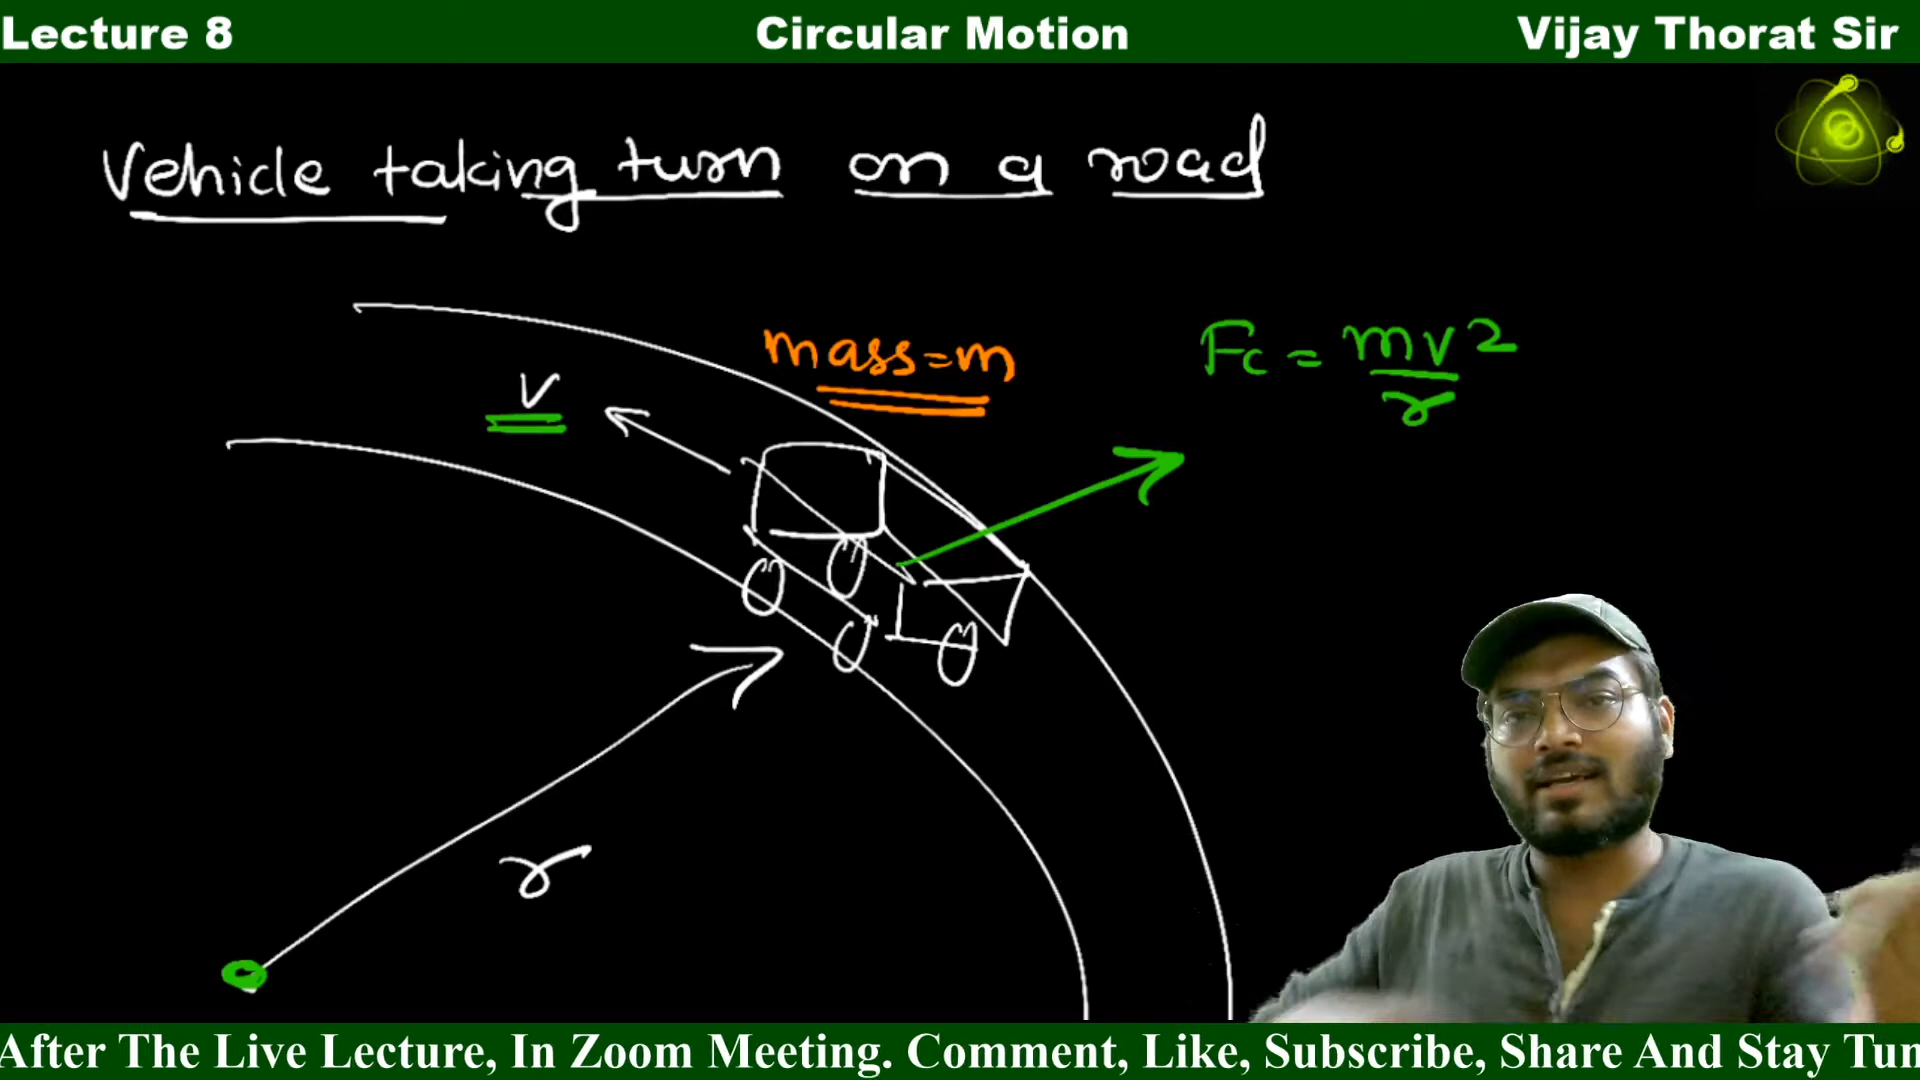 Lecture 8 Circular Motion Vijay Thorat Sir
Vehicle taking turn on a road
mass=m
Fc = mv2
r
v
r
After The Live Lecture, In Zoom Meeting. Comment, Like, Subscribe, Share And Stay Tun